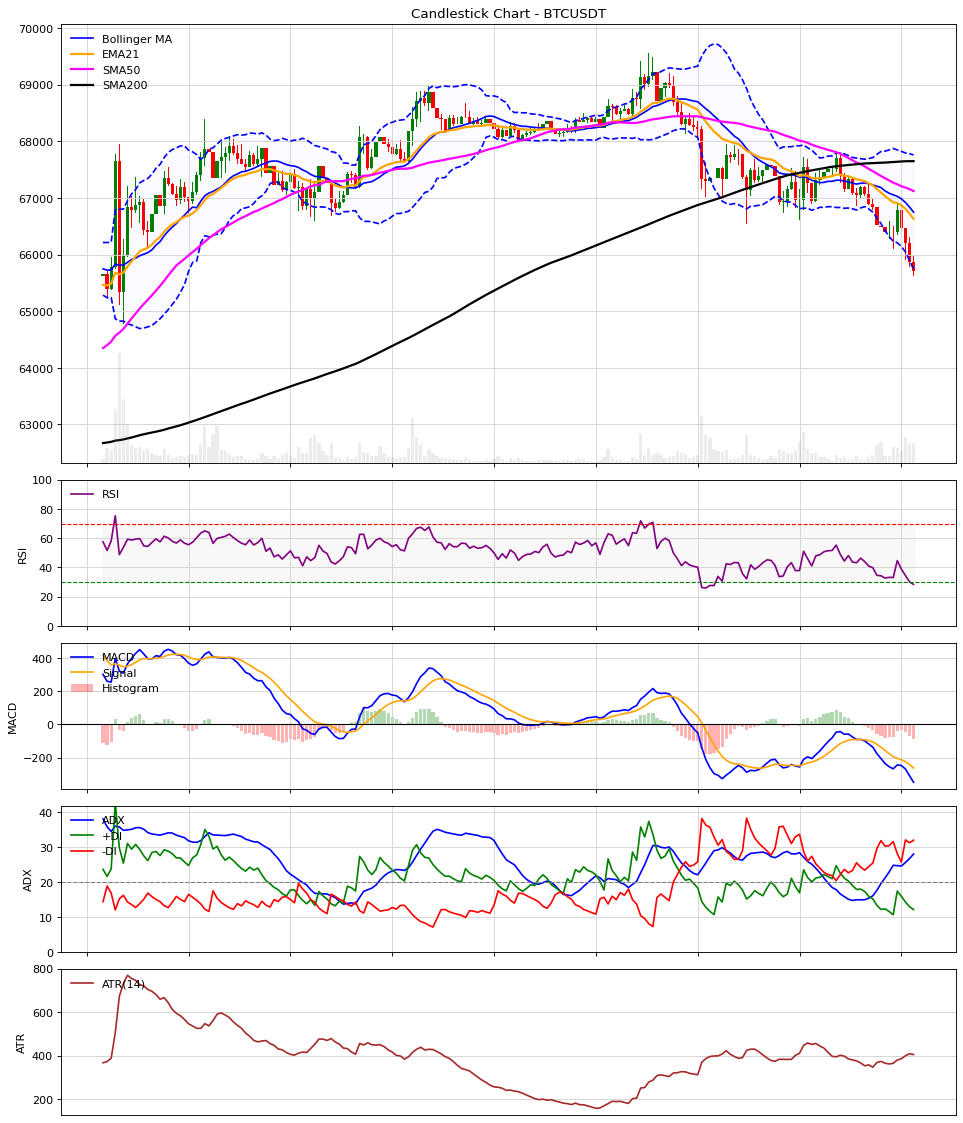 Candlestick Chart - BTCUSDT
70000
69000
68000
67000
66000
65000
64000
63000
Bollinger MA
EMA21
SMA50
SMA200
100
80
60
40
20
0
RSI
RSI
400
200
0
−200
MACD
MACD
Signal
Histogram
40
30
20
10
0
ADX
ADX
+DI
-DI
800
600
400
200
ATR
ATR(14)